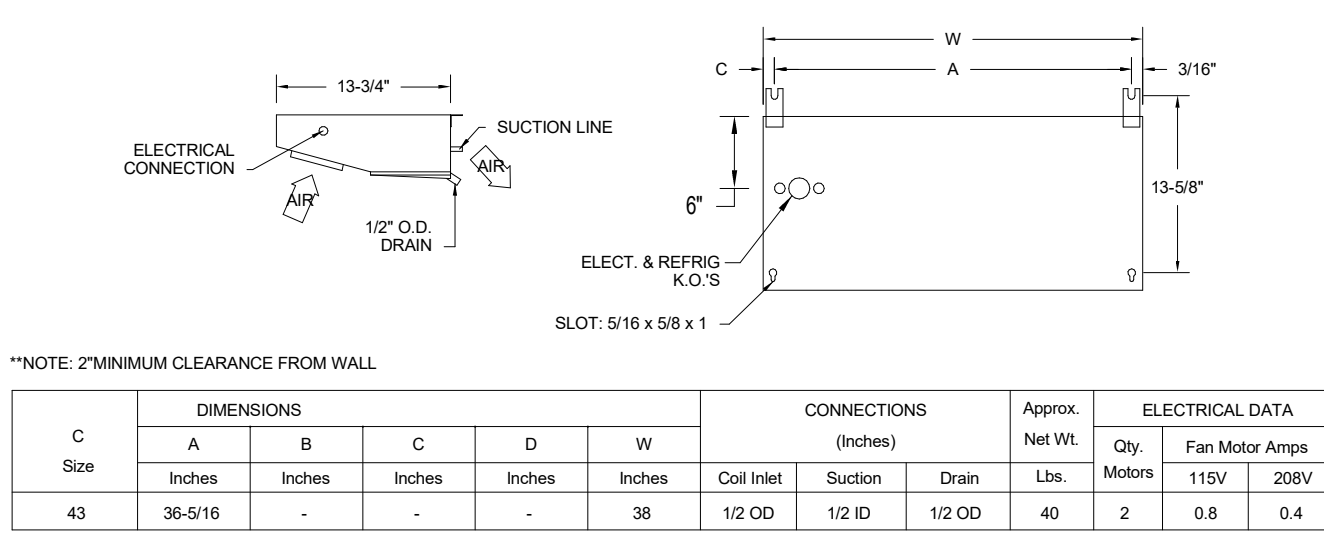 W
C
A
3/16"
13-3/4"
SUCTION LINE
ELECTRICAL
CONNECTION
AIR
AIR
1/2" O.D.
DRAIN
6"
13-5/8"
ELECT. & REFRIG
K.O.'S
SLOT: 5/16 x 5/8 x 1
**NOTE: 2"MINIMUM CLEARANCE FROM WALL
C Size DIMENSIONS CONNECTIONS (Inches) Approx. Net Wt. ELECTRICAL DATA
A B C D W Qty. Motors Fan Motor Amps
Inches Inches Inches Inches Inches Coil Inlet Suction Drain Lbs. 115V 208V
43 36-5/16 - - - 38 1/2 OD 1/2 ID 1/2 OD 40 2 0.8 0.4